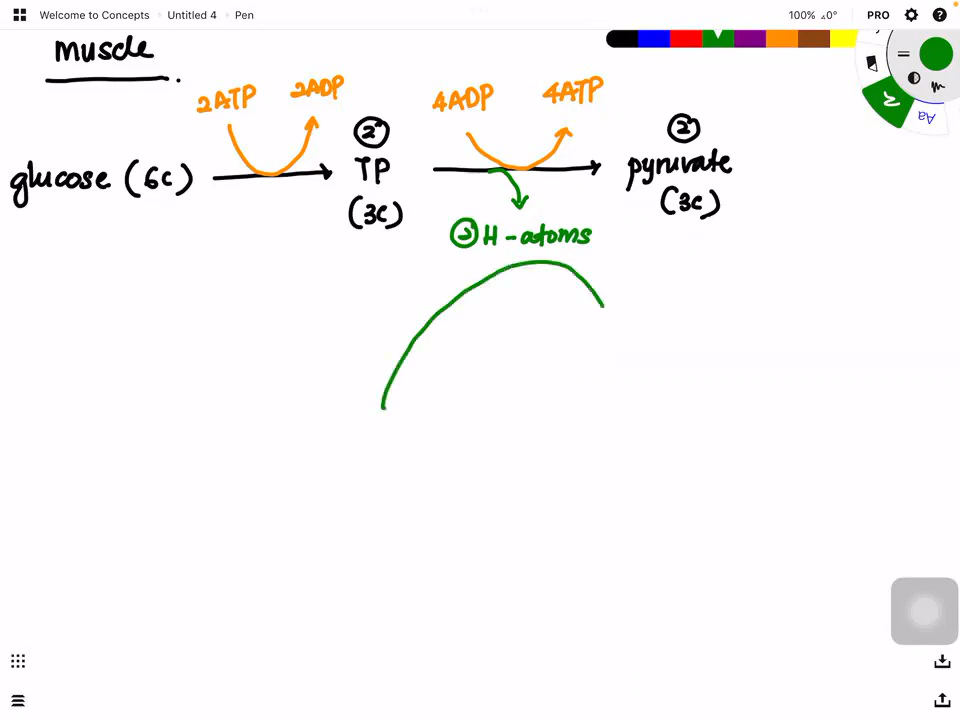 Welcome to Concepts > Untitled 4 > Pen
100% ⊿0° PRO
muscle
2ATP 2ADP 4ADP 4ATP
② ②
glucose (6C) TP pyruvate
(3C) (3C)
② H-atoms
Aa